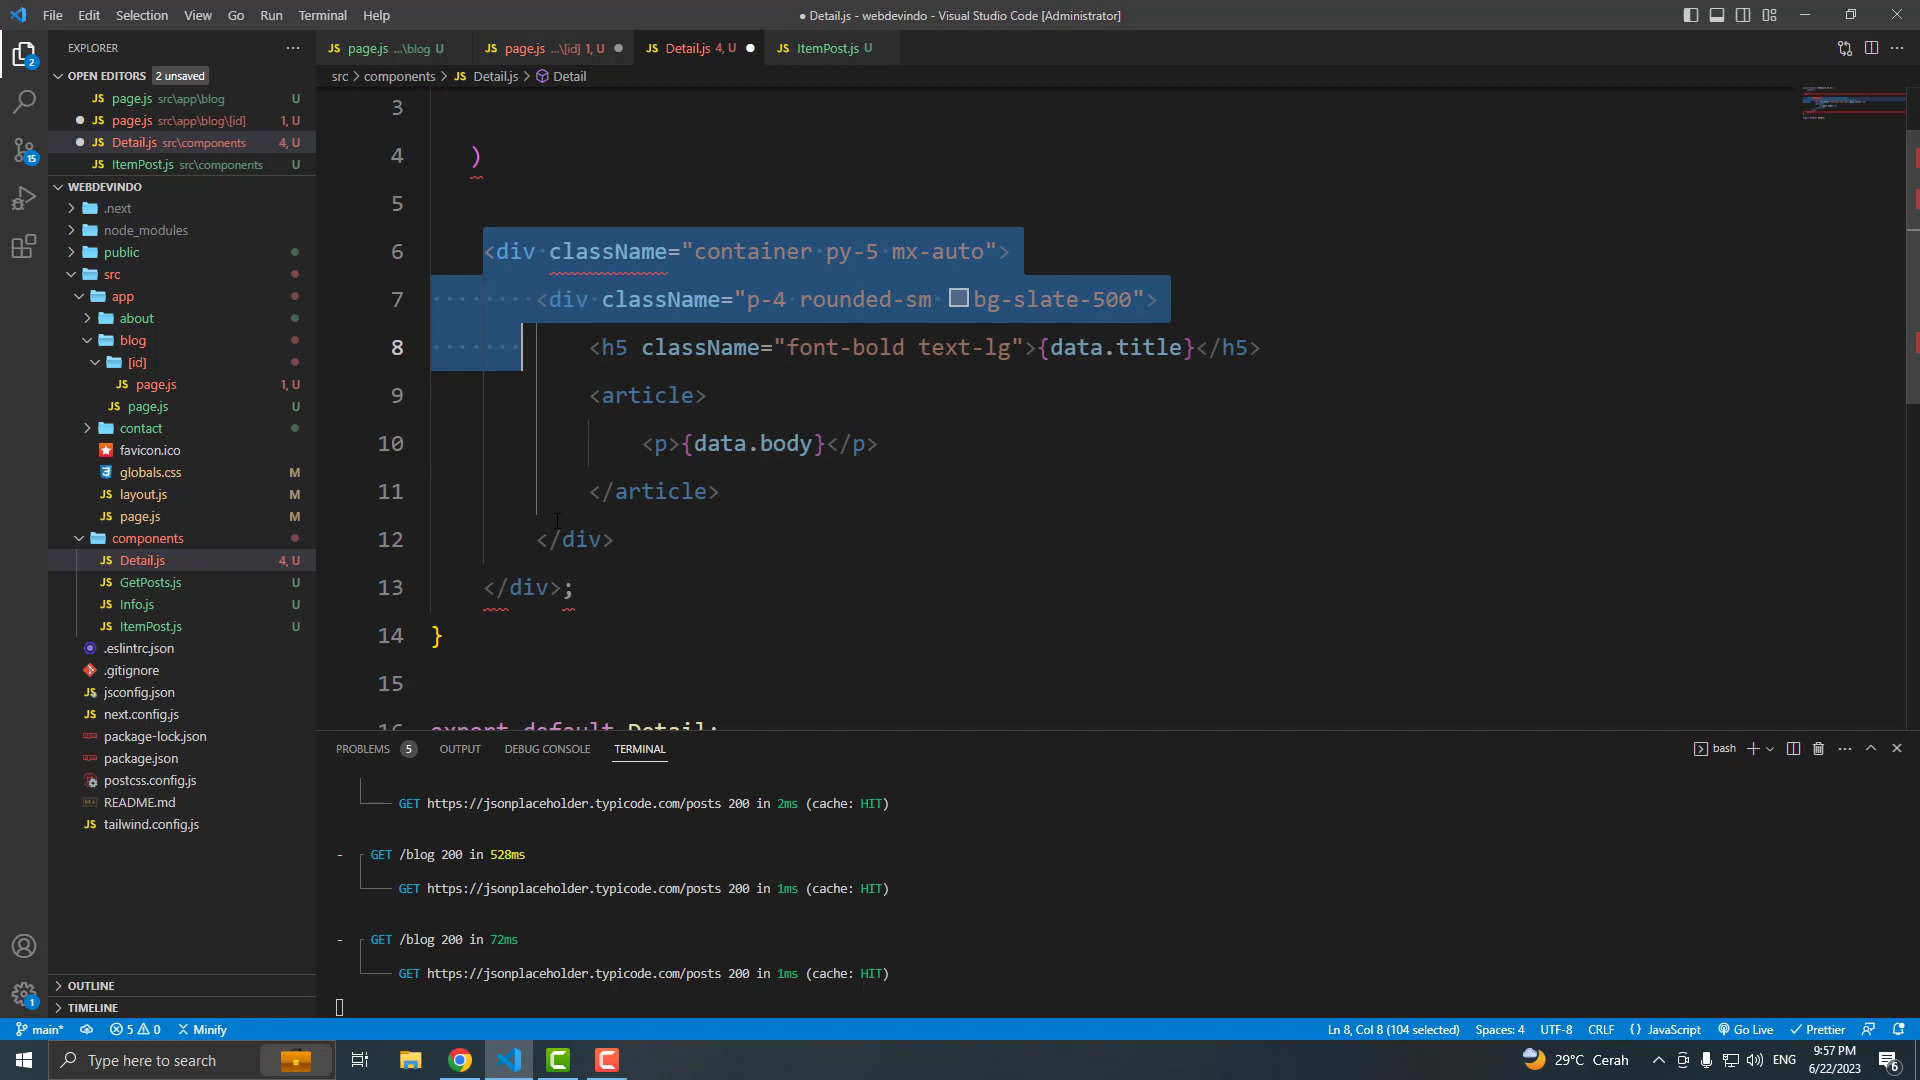 File Edit Selection View Go Run Terminal Help
● Detail.js - webdevindo - Visual Studio Code [Administrator]
EXPLORER
OPEN EDITORS 2 unsaved
JS page.js src\app\blog U
JS page.js src\app\blog\[id] 1, U
JS Detail.js src\components 4, U
JS ItemPost.js src\components U
WEBDEVINDO
.next
node_modules
public
src
app
about
blog
[id]
JS page.js 1, U
JS page.js U
contact
favicon.ico
globals.css M
JS layout.js M
JS page.js M
components
JS Detail.js 4, U
JS GetPosts.js U
JS Info.js U
JS ItemPost.js U
.eslintrc.json
.gitignore
jsconfig.json
next.config.js
package-lock.json
package.json
postcss.config.js
README.md
tailwind.config.js
OUTLINE
TIMELINE
JS page.js ...\blog U
JS page.js ...\[id] 1, U
JS Detail.js 4, U
JS ItemPost.js U
src > components > JS Detail.js > Detail
3
4 )
5
6 <div className="container py-5 mx-auto">
7 <div className="p-4 rounded-sm bg-slate-500">
8 <h5 className="font-bold text-lg">{data.title}</h5>
9 <article>
10 <p>{data.body}</p>
11 </article>
12 </div>
13 </div>;
14 }
15
16 export default Detail;
PROBLEMS 5 OUTPUT DEBUG CONSOLE TERMINAL
bash
GET https://jsonplaceholder.typicode.com/posts 200 in 2ms (cache: HIT)
- GET /blog 200 in 528ms
GET https://jsonplaceholder.typicode.com/posts 200 in 1ms (cache: HIT)
- GET /blog 200 in 72ms
GET https://jsonplaceholder.typicode.com/posts 200 in 1ms (cache: HIT)
main* 5 0 Minify
Ln 8, Col 8 (104 selected) Spaces: 4 UTF-8 CRLF {} JavaScript Go Live Prettier
Type here to search
29°C Cerah
ENG
9:57 PM
6/22/2023